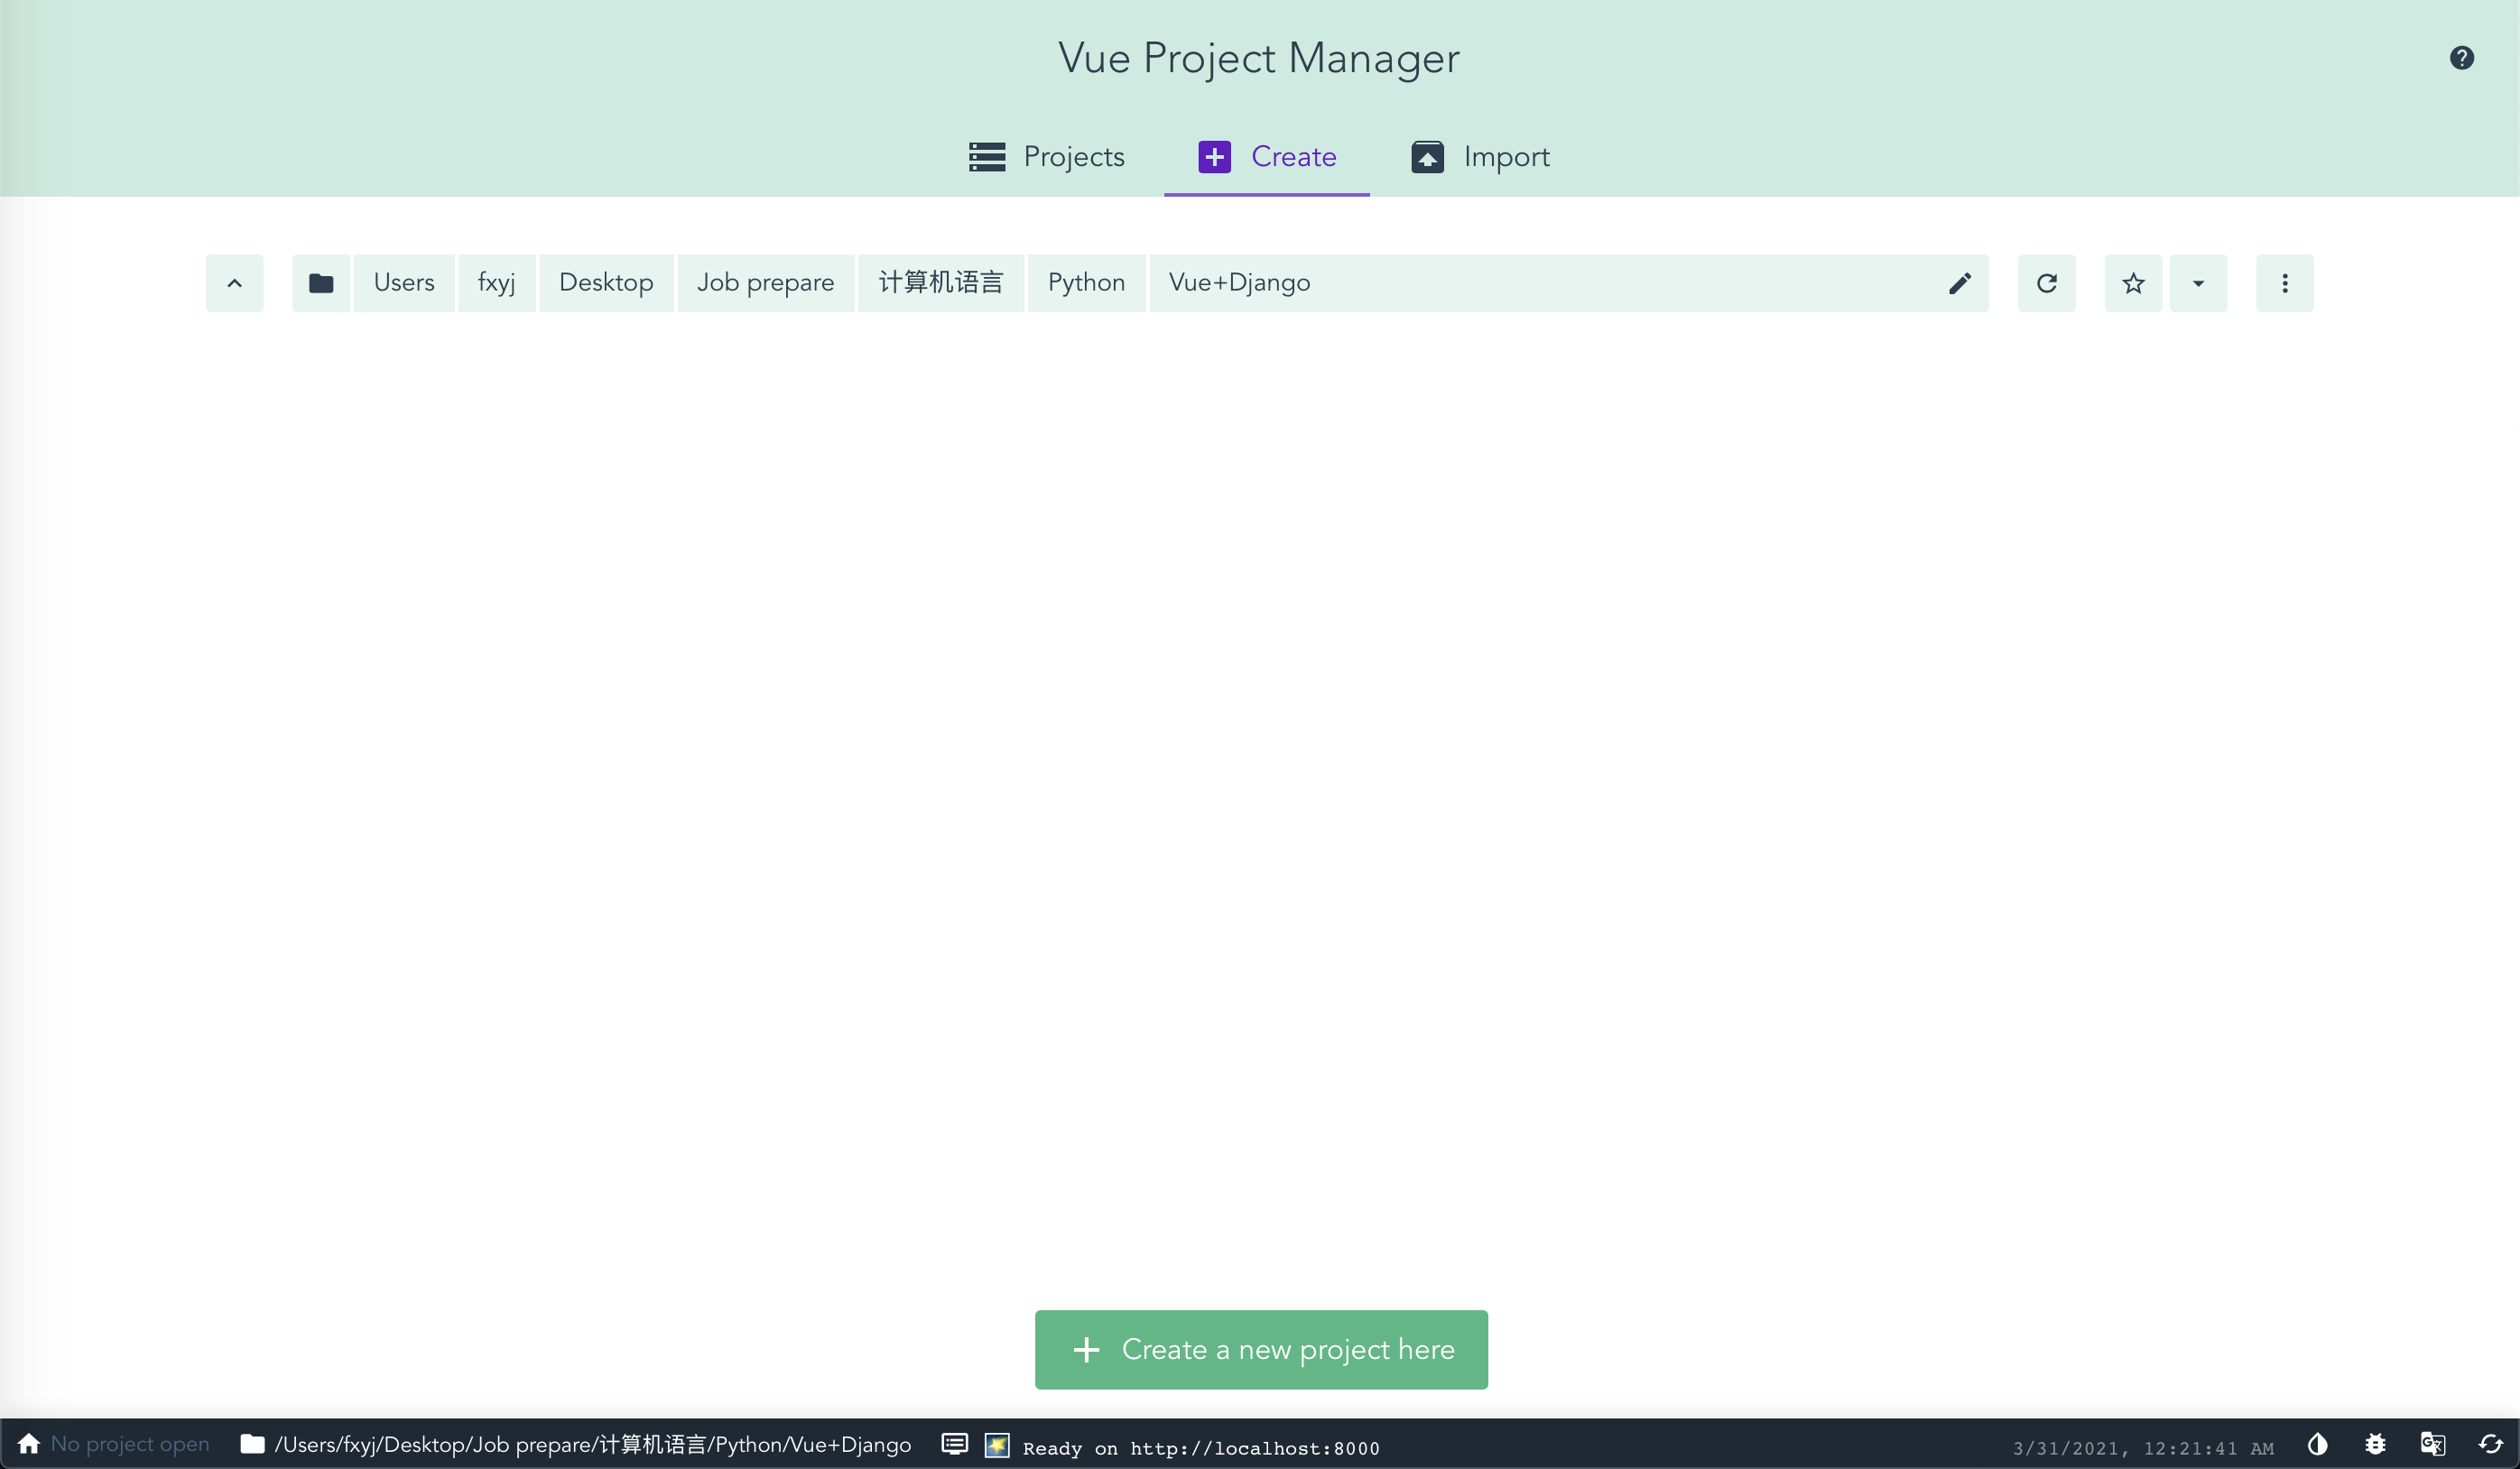 Vue Project Manager
Projects Create Import
Users fxyj Desktop Job prepare 计算机语言 Python Vue+Django
Create a new project here
No project open /Users/fxyj/Desktop/Job prepare/计算机语言/Python/Vue+Django Ready on http://localhost:8000 3/31/2021, 12:21:41 AM